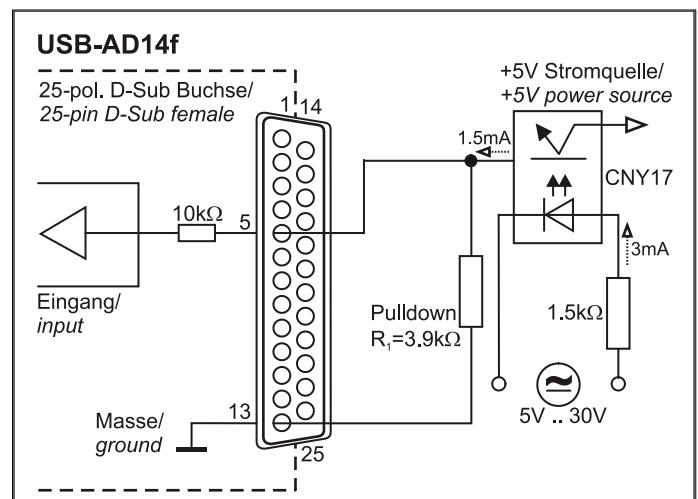 USB-AD14f
25-pol. D-Sub Buchse/
25-pin D-Sub female
1 14
+5V Stromquelle/
+5V power source
1.5mA
CNY17
10kΩ
5
3mA
Eingang/
input
Pulldown
R₁=3.9kΩ
1.5kΩ
5V .. 30V
Masse/
ground
13
25